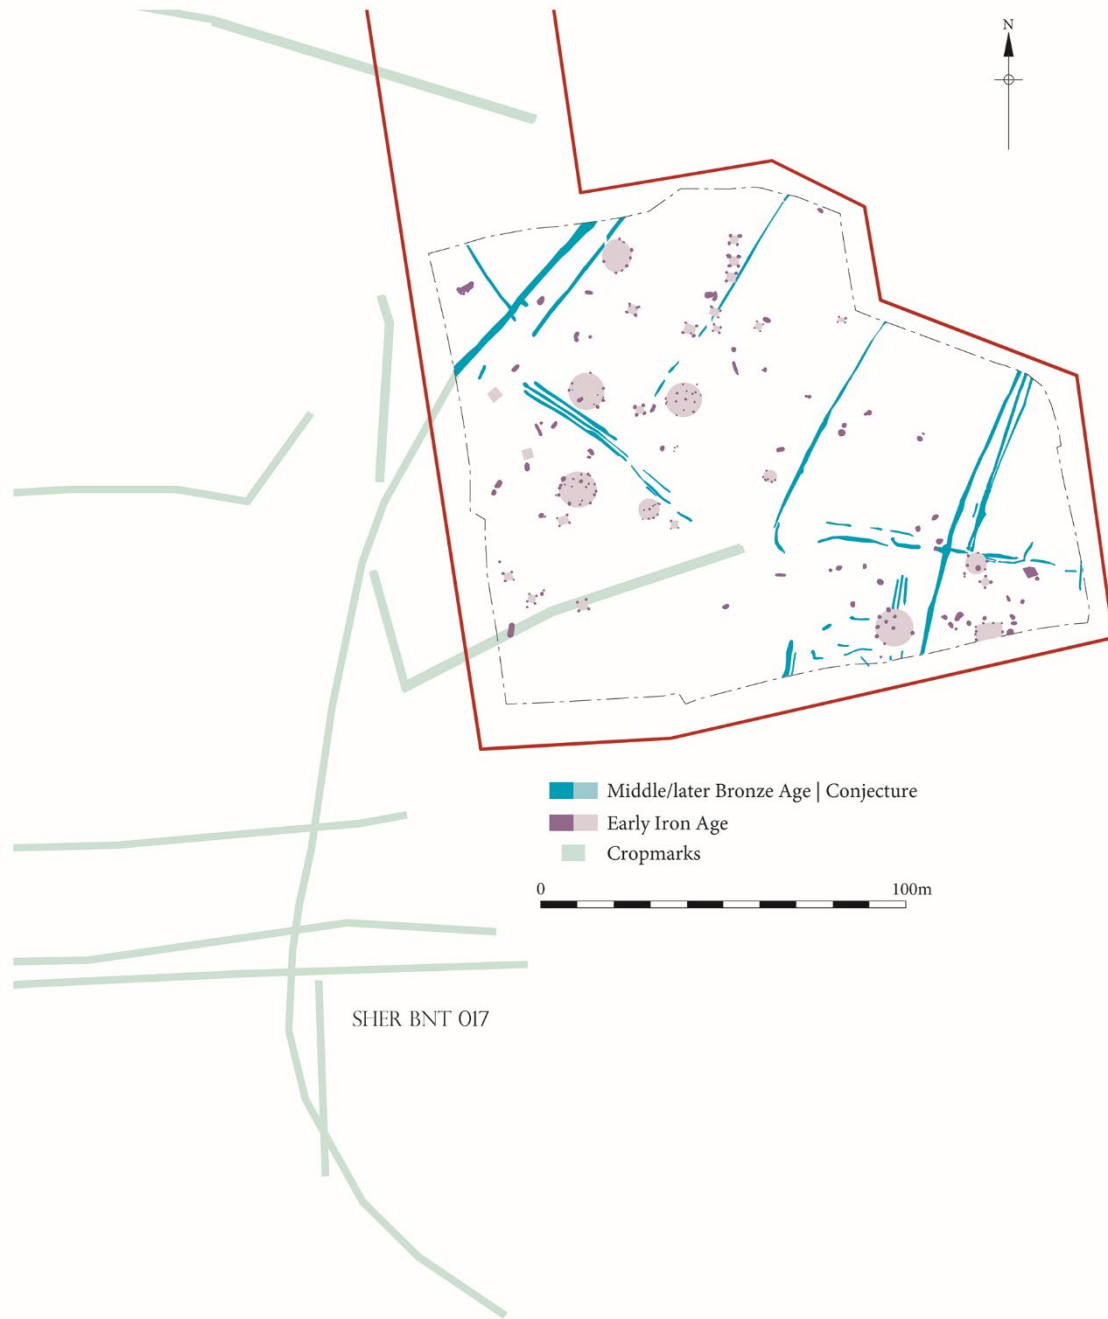 N
Middle/later Bronze Age | Conjecture
Early Iron Age
Cropmarks
0 100m
SHER BNT 017